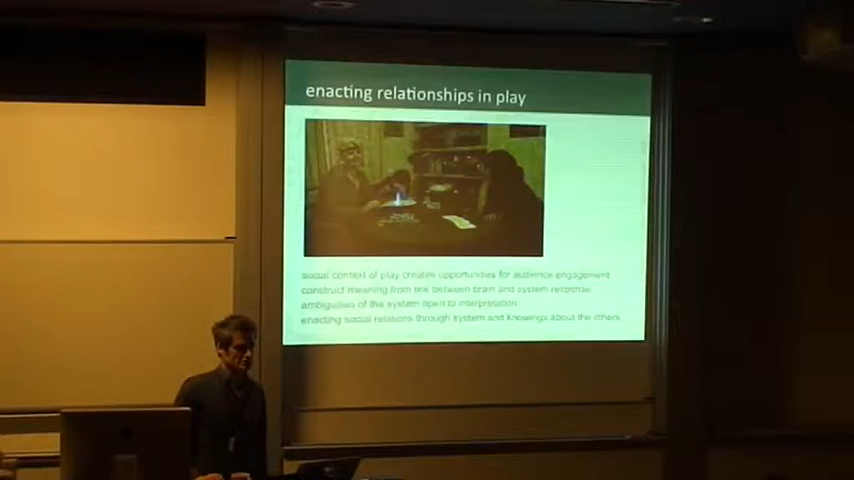 enacting relationships in play
social context of play creates opportunities for audience engagement
construct meaning from link between brain and system response
ambiguities of the system open to interpretation
enacting social relations through system and knowings about the others